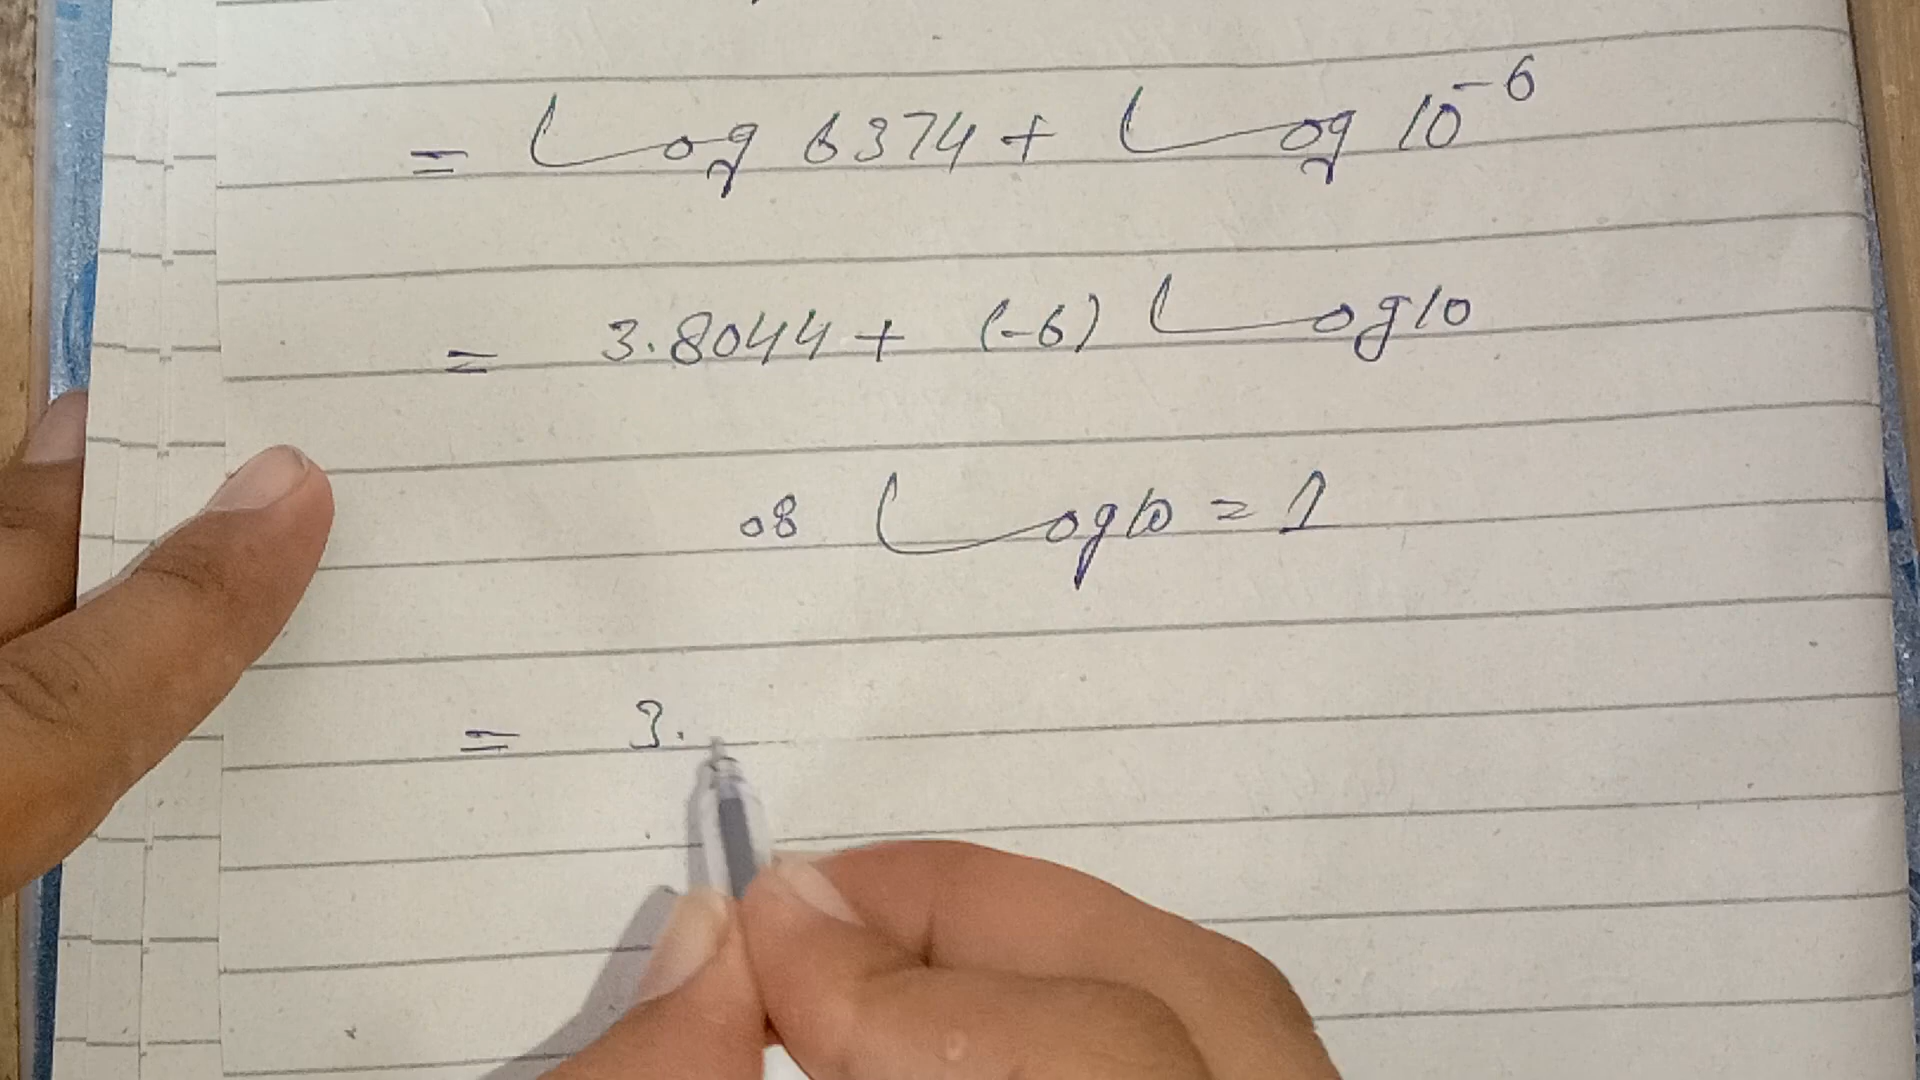 = Log 6374 + Log 10⁻⁶
= 3.8044 + (-6) Log10
∴ Log10 = 1
= 3.